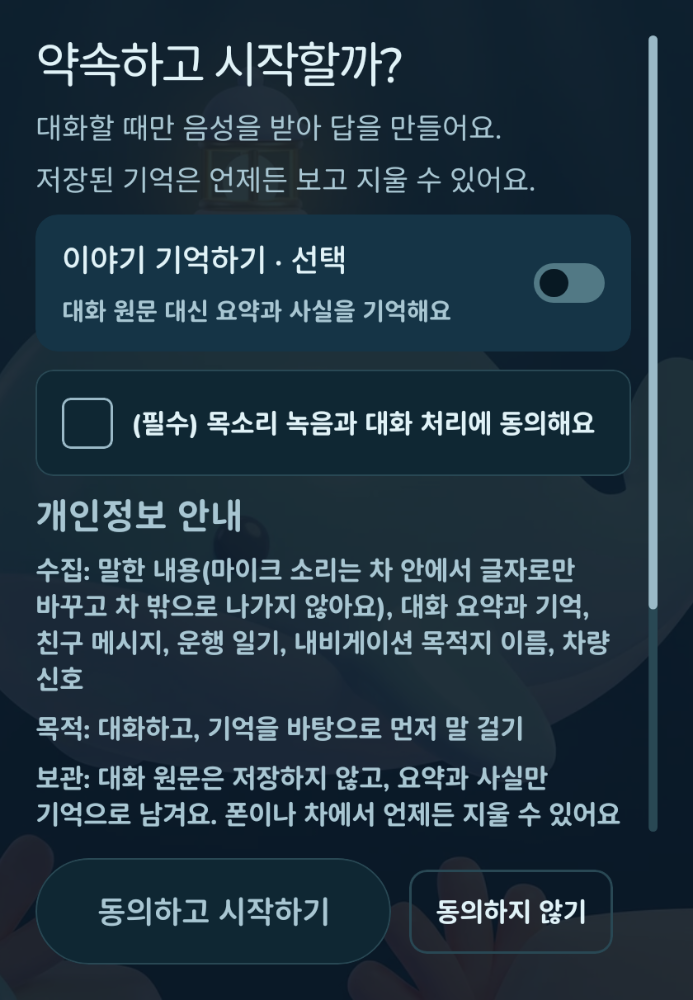 약속하고 시작할까?
대화할 때만 음성을 받아 답을 만들어요.
저장된 기억은 언제든 보고 지울 수 있어요.
이야기 기억하기 · 선택
대화 원문 대신 요약과 사실을 기억해요
(필수) 목소리 녹음과 대화 처리에 동의해요
개인정보 안내
수집: 말한 내용(마이크 소리는 차 안에서 글자로만
바꾸고 차 밖으로 나가지 않아요), 대화 요약과 기억,
친구 메시지, 운행 일기, 내비게이션 목적지 이름, 차량
신호
목적: 대화하고, 기억을 바탕으로 먼저 말 걸기
보관: 대화 원문은 저장하지 않고, 요약과 사실만
기억으로 남겨요. 폰이나 차에서 언제든 지울 수 있어요
동의하고 시작하기
동의하지 않기